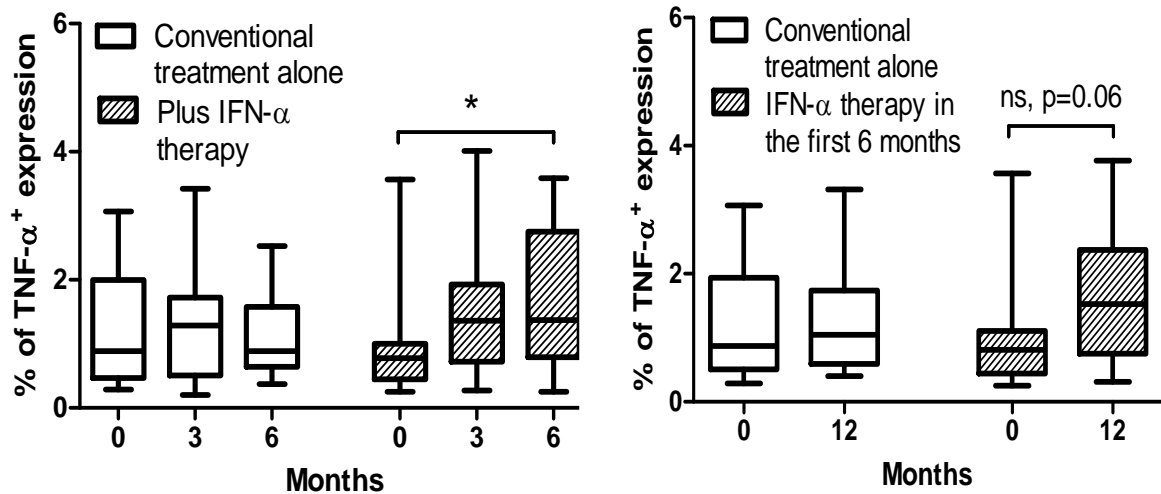 % of TNF-α⁺ expression
6
4
2
0
Conventional
treatment alone
Plus IFN-α
therapy
*
0 3 6 0 3 6
Months
% of TNF-α⁺ expression
6
4
2
0
Conventional
treatment alone
IFN-α therapy in
the first 6 months
ns, p=0.06
0 12 0 12
Months